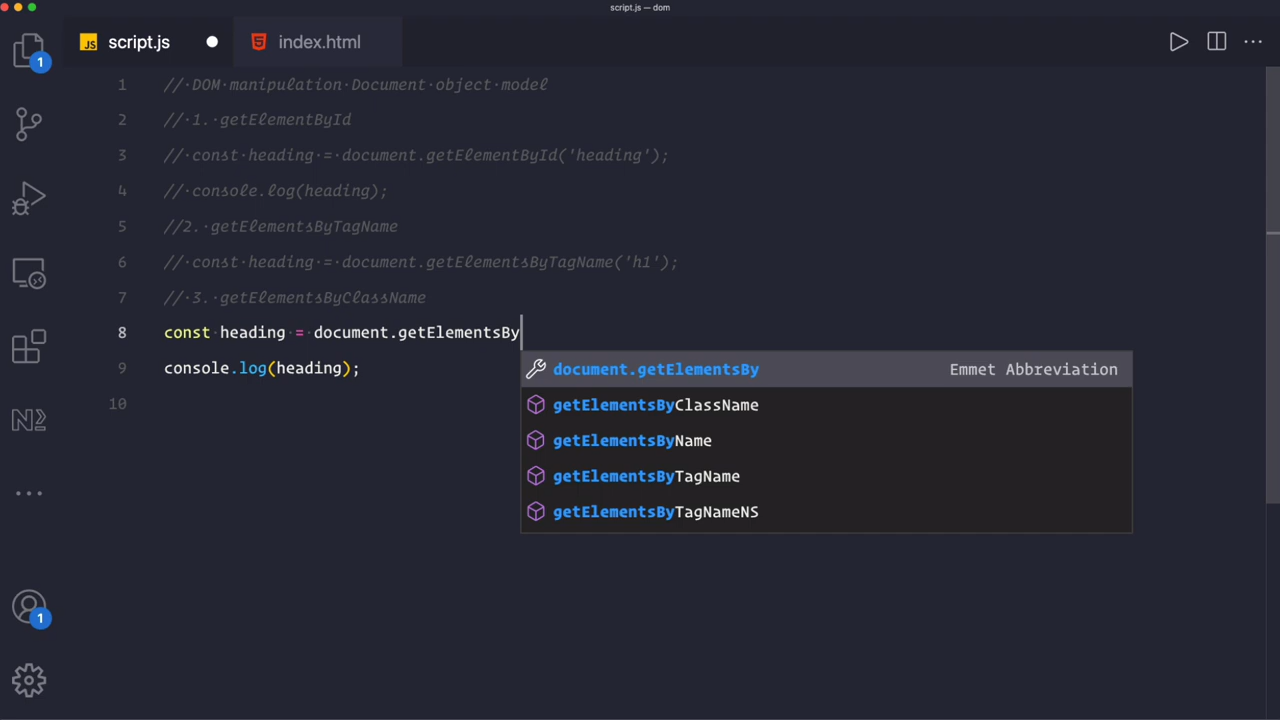 script.js — dom
JS script.js
index.html
1
1 // DOM manipulation Document object model
2 // 1. getElementById
3 // const heading = document.getElementById('heading');
4 // console.log(heading);
5 //2. getElementsByTagName
6 // const heading = document.getElementsByTagName('h1');
7 // 3. getElementsByClassName
8 const heading = document.getElementsBy
9 console.log(heading);
10
document.getElementsBy Emmet Abbreviation
getElementsByClassName
getElementsByName
getElementsByTagName
getElementsByTagNameNS
1